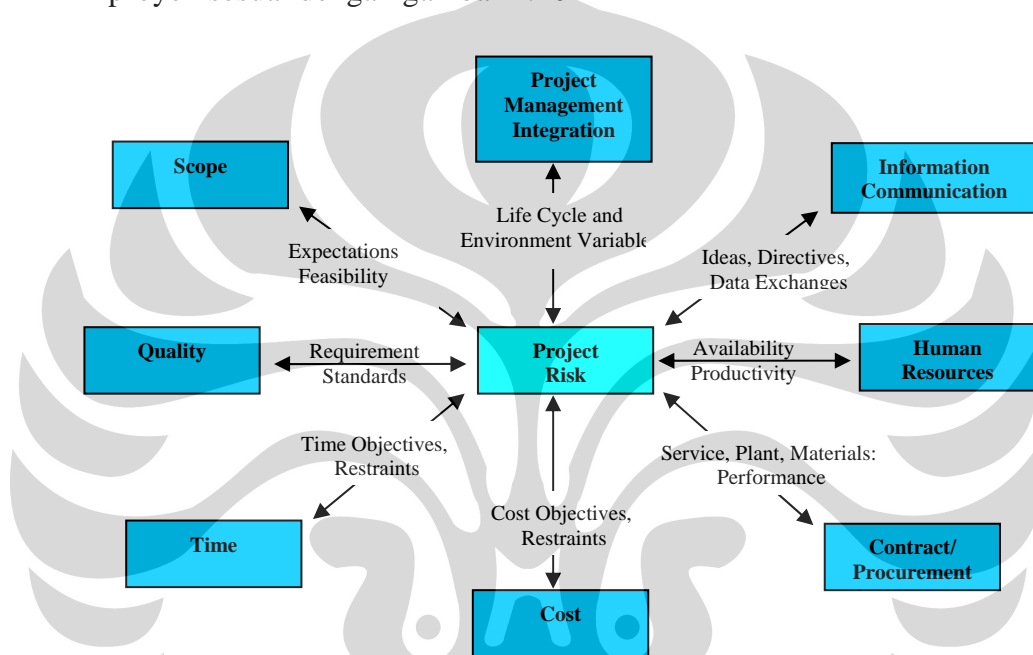 Project
Management
Integration
Scope
Information
Communication
Life Cycle and
Environment Variable
Expectations
Feasibility
Ideas, Directives,
Data Exchanges
Quality
Requirement
Standards
Project
Risk
Availability
Productivity
Human
Resources
Time Objectives,
Restraints
Service, Plant, Materials:
Performance
Cost Objectives,
Restraints
Time
Contract/
Procurement
Cost